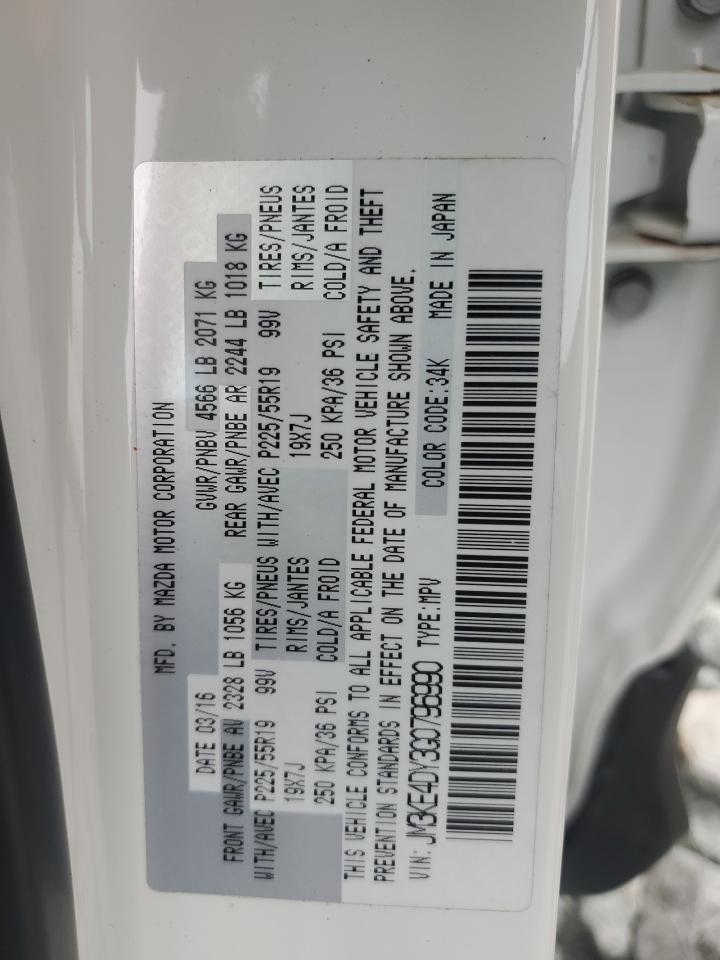 MFD. BY MAZDA MOTOR CORPORATION
DATE 03/16 GVWR/PNBV 4566 LB 2071 KG
FRONT GAWR/PNBE AV 2328 LB 1056 KG REAR GAWR/PNBE AR 2244 LB 1018 KG
WITH/AVEC P225/55R19 99V TIRES/PNEUS WITH/AVEC P225/55R19 99V TIRES/PNEUS
19X7J RIMS/JANTES 19X7J RIMS/JANTES
250 KPA/36 PSI COLD/A FROID 250 KPA/36 PSI COLD/A FROID
THIS VEHICLE CONFORMS TO ALL APPLICABLE FEDERAL MOTOR VEHICLE SAFETY AND THEFT
PREVENTION STANDARDS IN EFFECT ON THE DATE OF MANUFACTURE SHOWN ABOVE.
VIN: JM3KE4DY3G0796990 TYPE:MPV COLOR CODE:34K MADE IN JAPAN